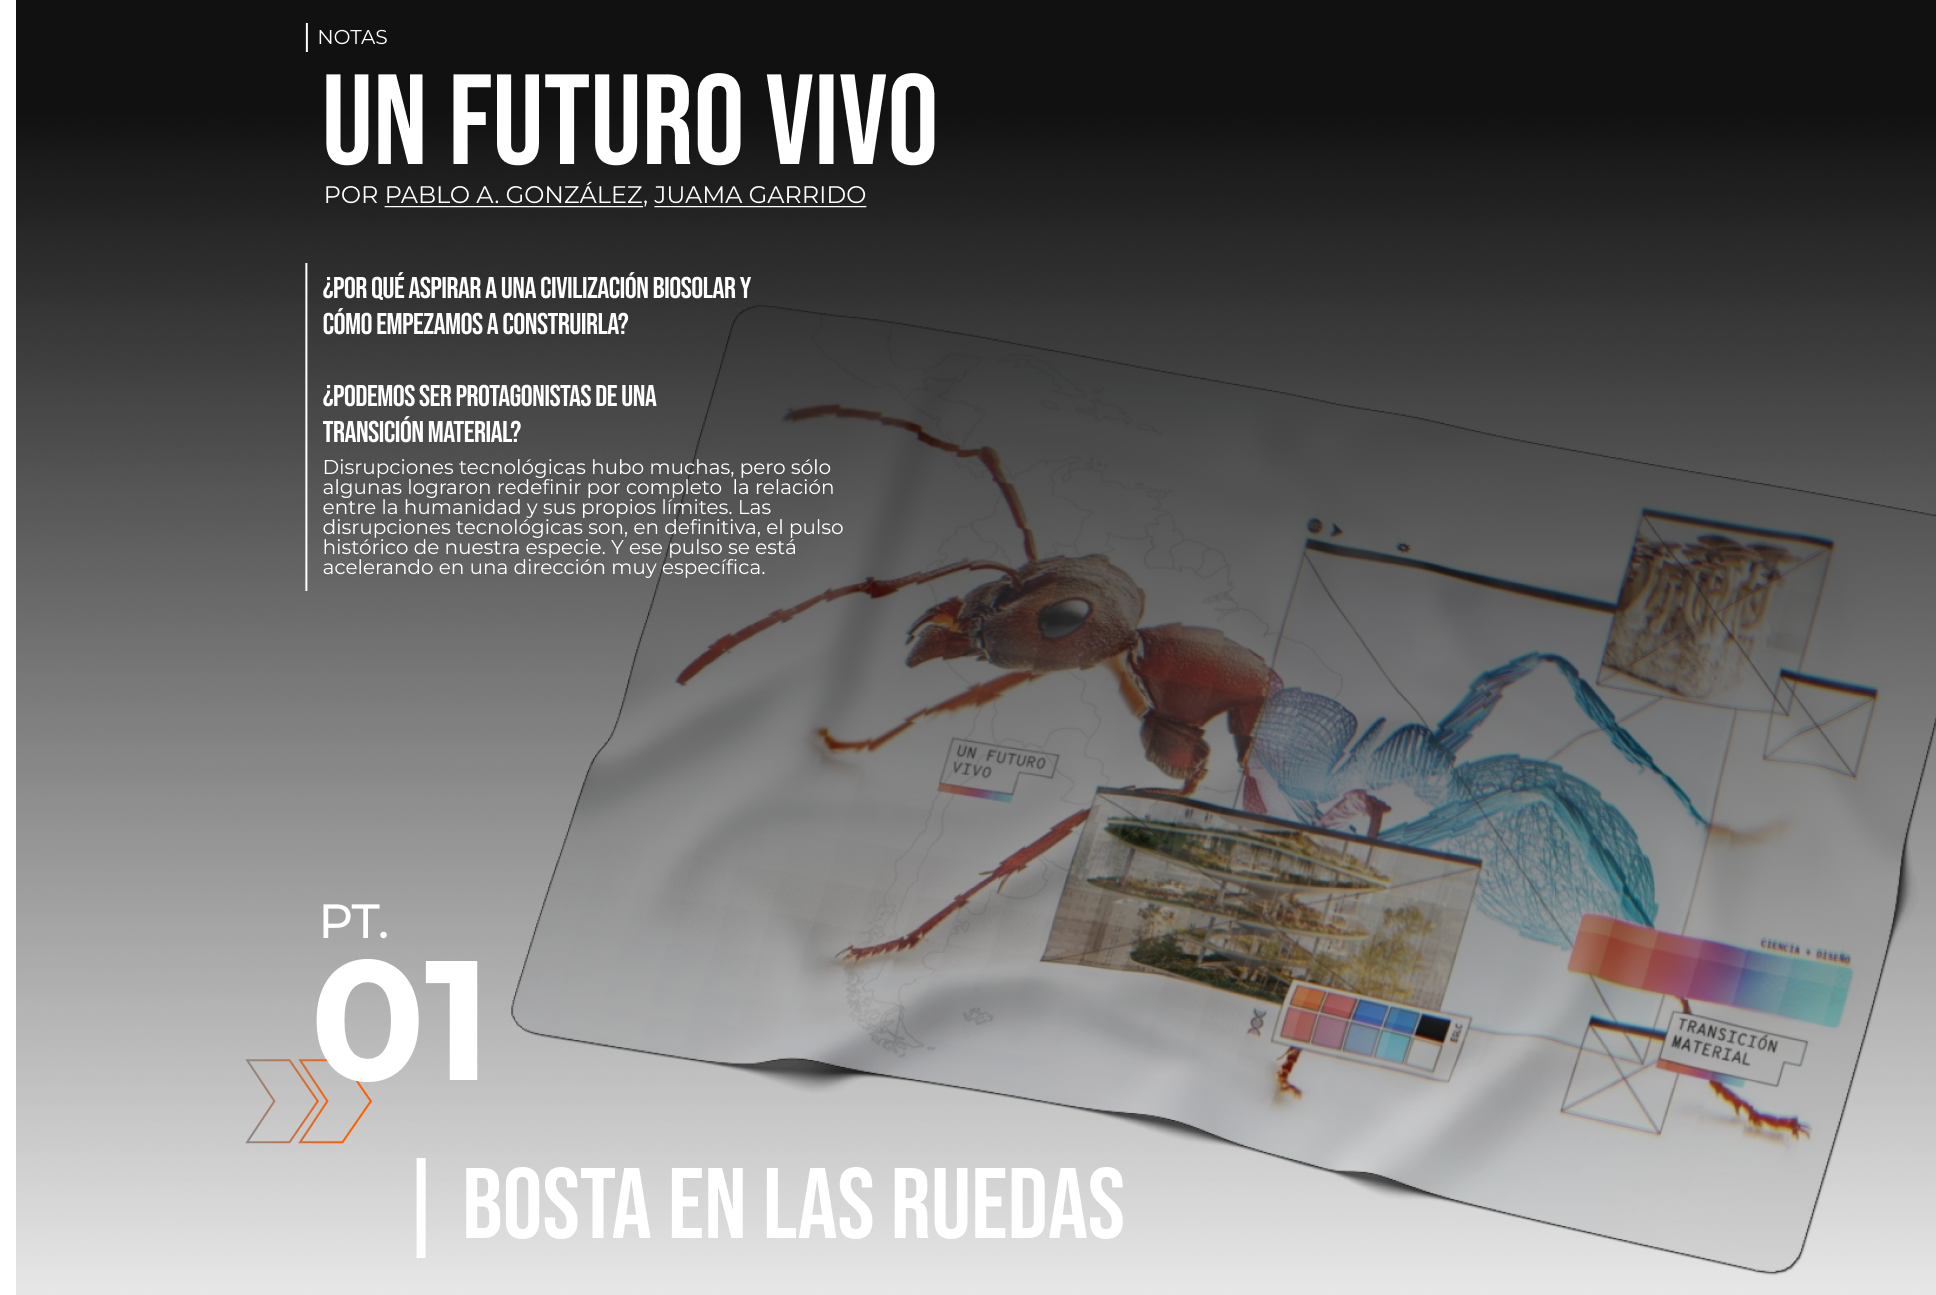 NOTAS
UN FUTURO VIVO
POR PABLO A. GONZÁLEZ, JUAMA GARRIDO
¿POR QUÉ ASPIRAR A UNA CIVILIZACIÓN BIOSOLAR Y
CÓMO EMPEZAMOS A CONSTRUIRLA?
¿PODEMOS SER PROTAGONISTAS DE UNA
TRANSICIÓN MATERIAL?
Disrupciones tecnológicas hubo muchas, pero sólo
algunas lograron redefinir por completo  la relación
entre la humanidad y sus propios límites. Las
disrupciones tecnológicas son, en definitiva, el pulso
histórico de nuestra especie. Y ese pulso se está
acelerando en una dirección muy específica.
UN FUTURO
VIVO
CIENCIA + DISEÑO
TRANSICIÓN
MATERIAL
PT.
01
BOSTA EN LAS RUEDAS